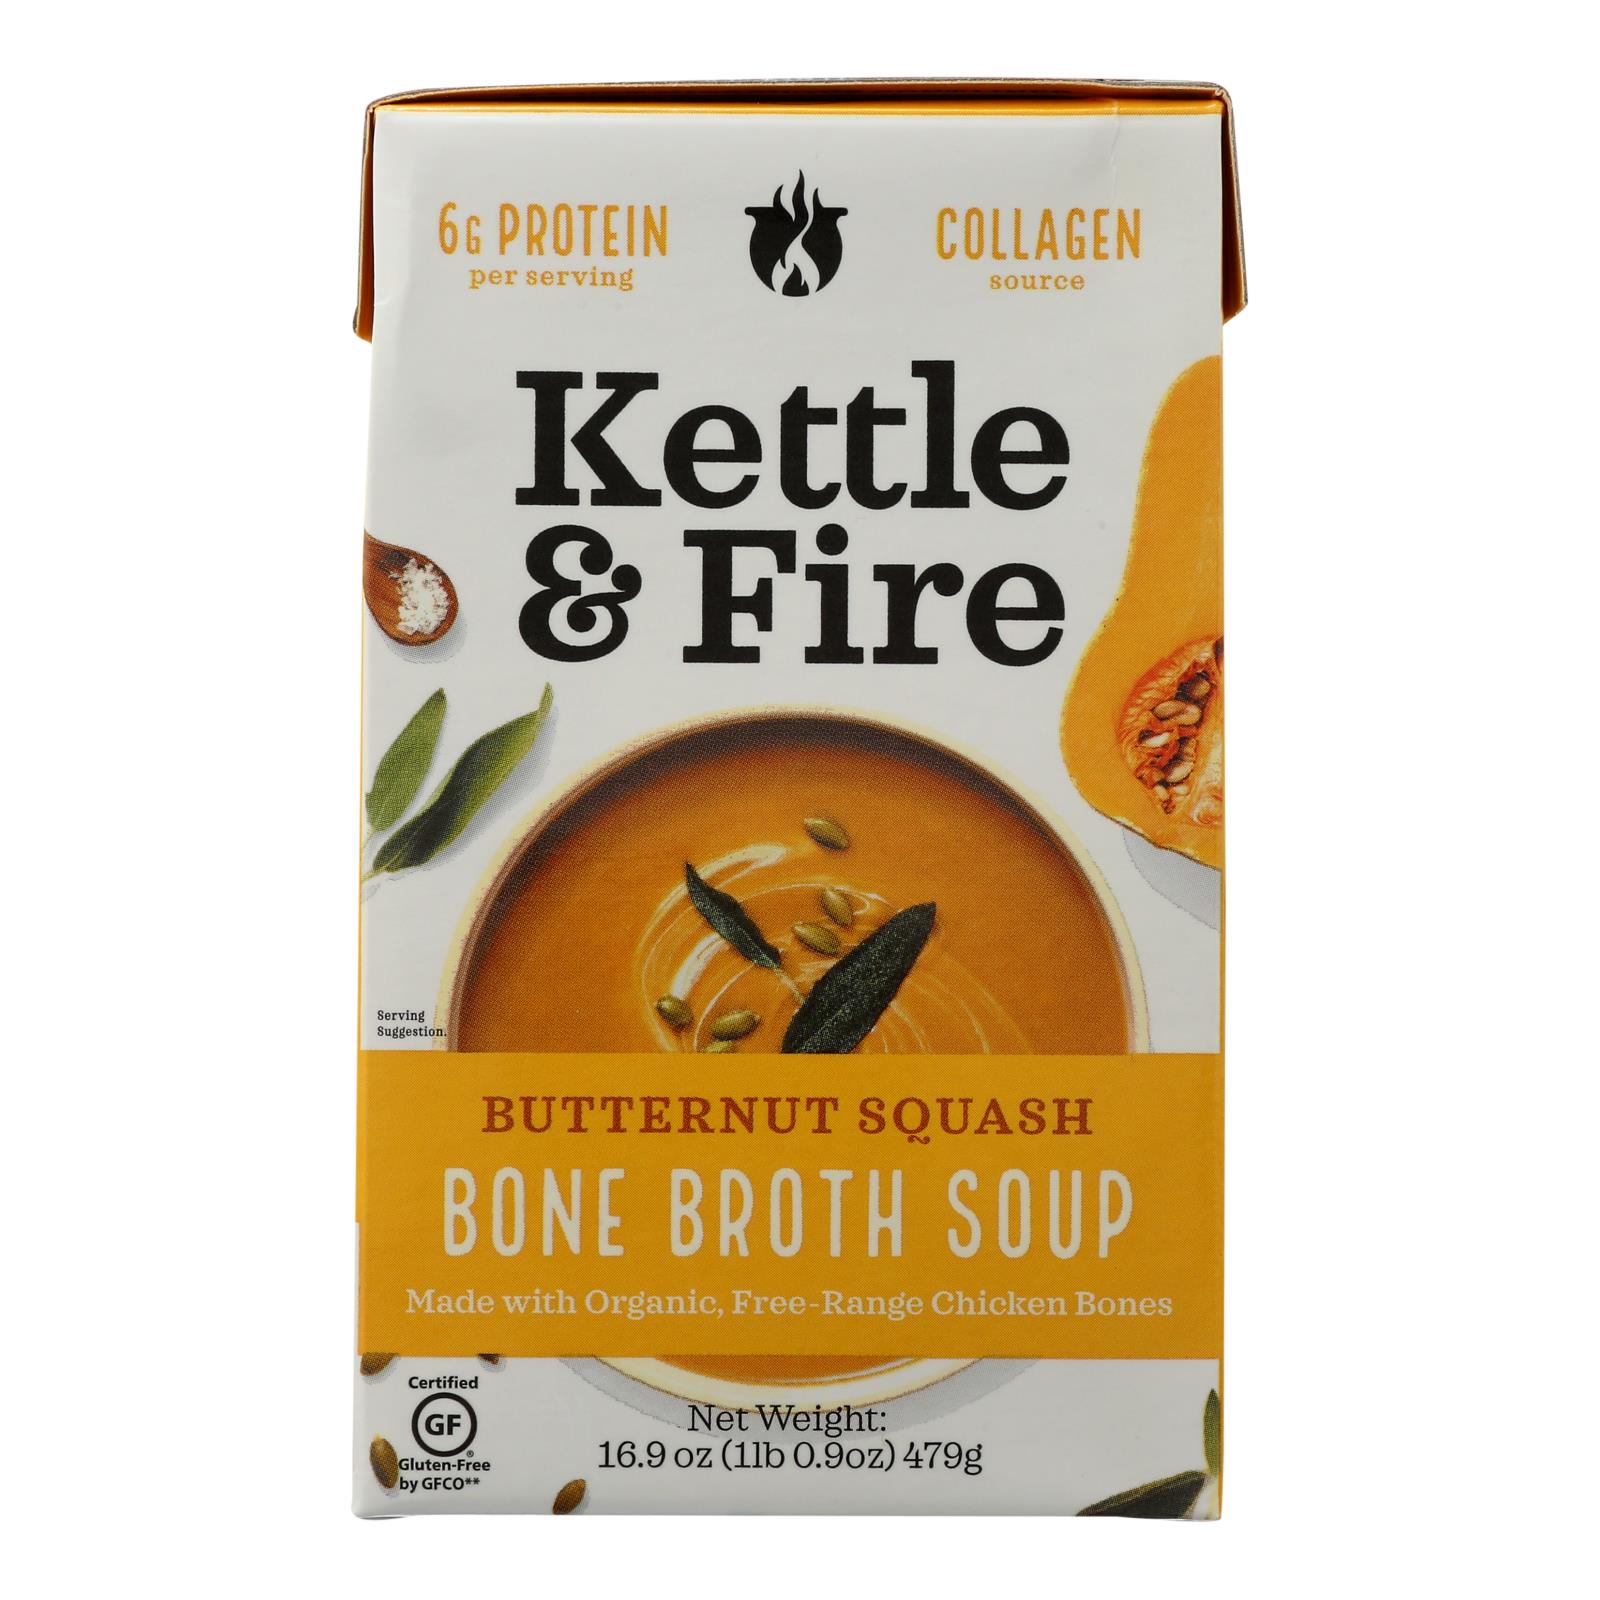 6G PROTEIN
per serving
COLLAGEN
source
Kettle
& Fire
Serving
Suggestion.
BUTTERNUT SQUASH
BONE BROTH SOUP
Made with Organic, Free-Range Chicken Bones
Certified
GF
®
Gluten-Free
by GFCO**
Net Weight:
16.9 oz (1lb 0.9oz) 479g